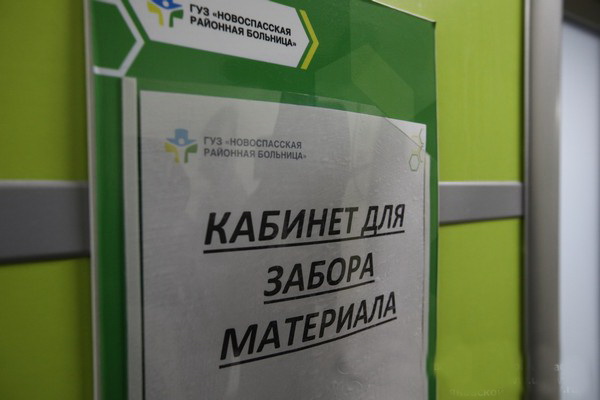 ГУЗ «НОВОСПАССКАЯ
РАЙОННАЯ БОЛЬНИЦА»
ГУЗ «НОВОСПАССКАЯ
РАЙОННАЯ БОЛЬНИЦА»
КАБИНЕТ ДЛЯ
ЗАБОРА
МАТЕРИАЛА